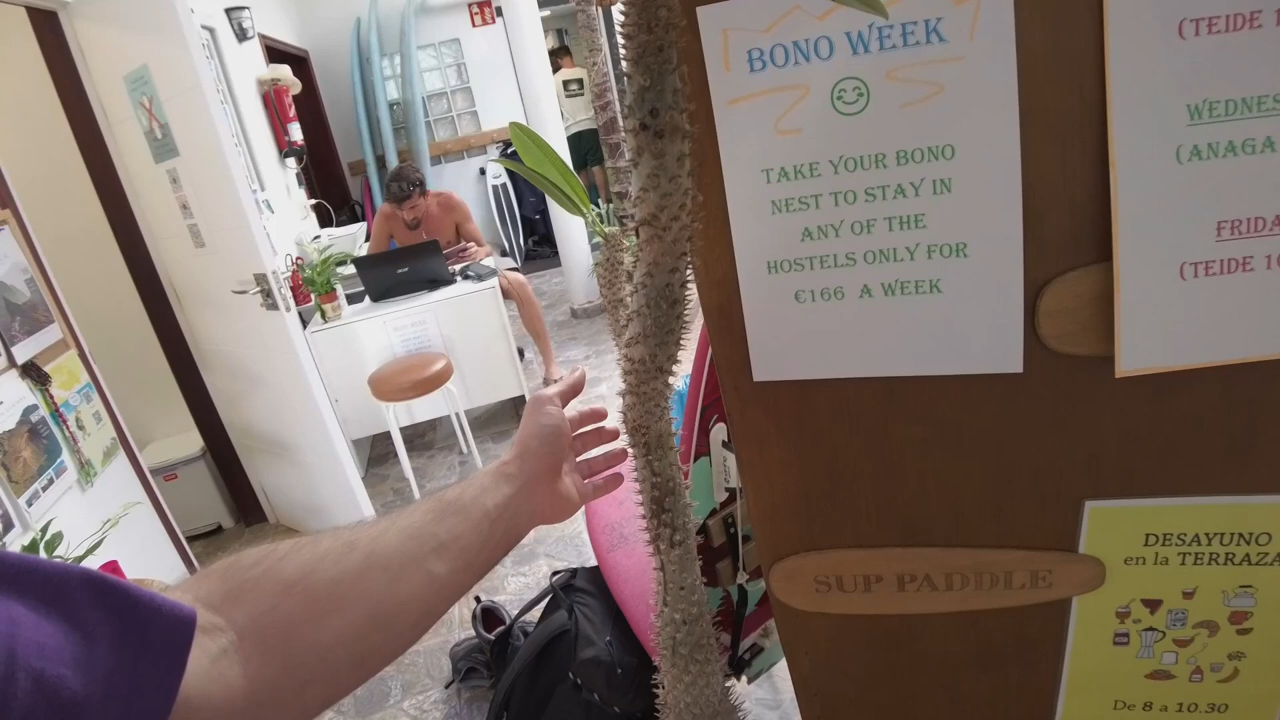 BONO WEEK
TAKE YOUR BONO
NEST TO STAY IN
ANY OF THE
HOSTELS ONLY FOR
€166 A WEEK
(TEIDE
WEDNES
(ANAGA
FRIDA
(TEIDE
SUP PADDLE
DESAYUNO
en la TERRAZA
De 8 a 10.30
acer